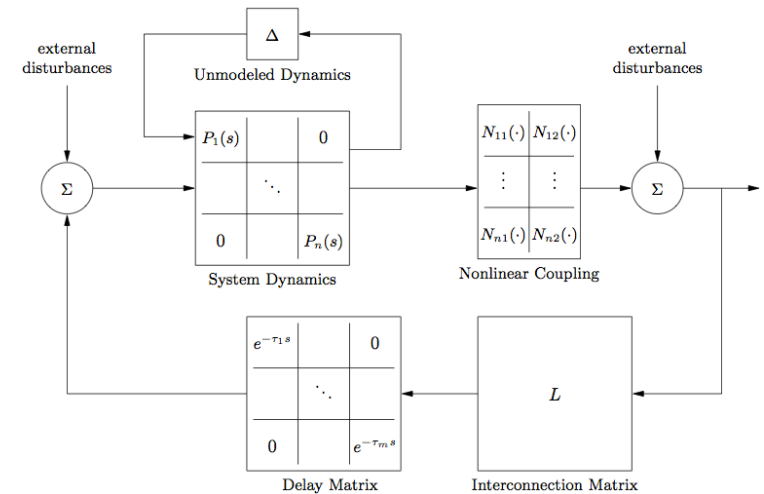 Δ
Unmodeled Dynamics
external
disturbances
external
disturbances
P₁(s) 0
⋱
0 Pₙ(s)
System Dynamics
N₁₁(·) N₁₂(·)
⋮ ⋮
Nₙ₁(·) Nₙ₂(·)
Nonlinear Coupling
Σ
Σ
e^{-τ₁s} 0
⋱
0 e^{-τₘs}
Delay Matrix
L
Interconnection Matrix